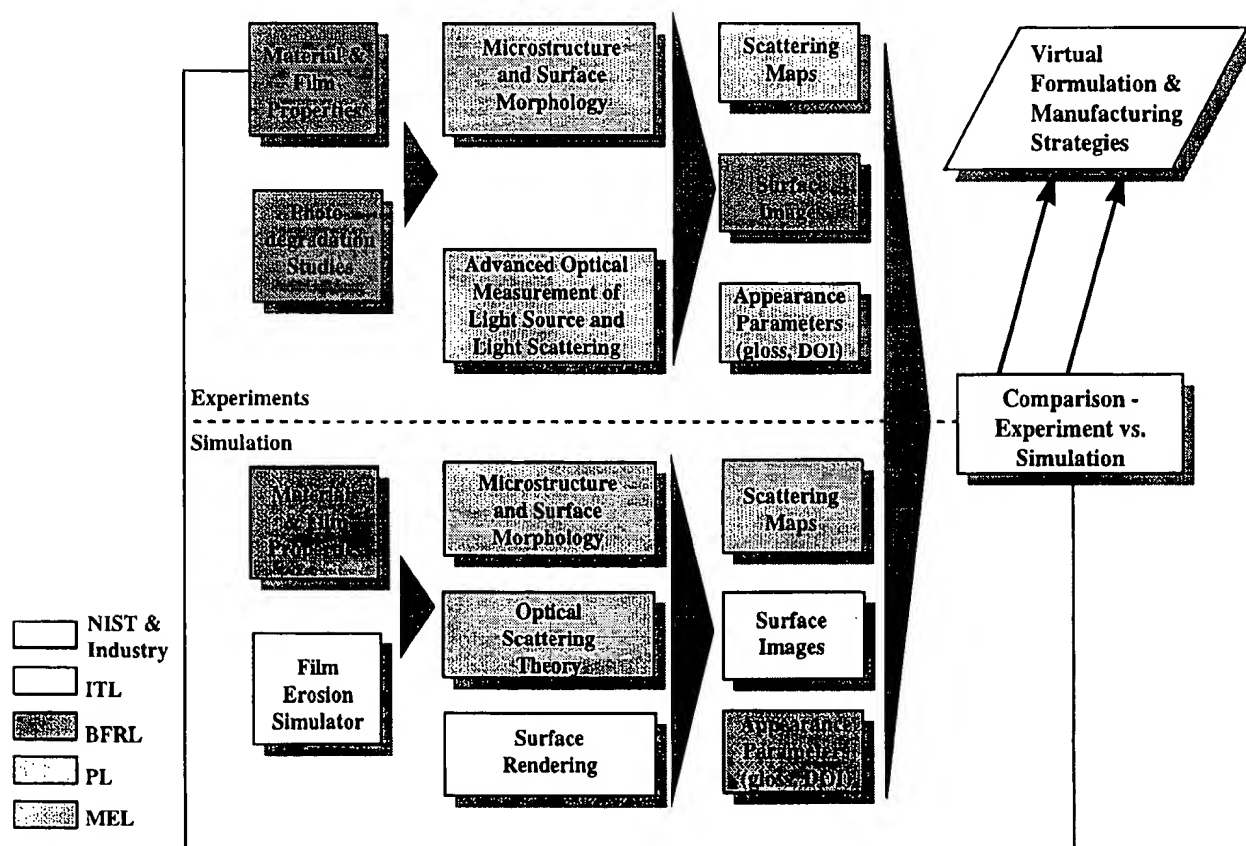 Material &
Film
Properties
Microstructure
and Surface
Morphology
Scattering
Maps
Virtual
Formulation &
Manufacturing
Strategies
Photo-
degradation
Studies
Surface
Images
Advanced Optical
Measurement of
Light Source and
Light Scattering
Appearance
Parameters
(gloss, DOI)
Experiments
Simulation
Comparison -
Experiment vs.
Simulation
Materials
& Film
Properties
Microstructure
and Surface
Morphology
Scattering
Maps
Film
Erosion
Simulator
Optical
Scattering
Theory
Surface
Images
Surface
Rendering
Appearance
Parameters
(gloss, DOI)
NIST &
Industry
ITL
BFRL
PL
MEL